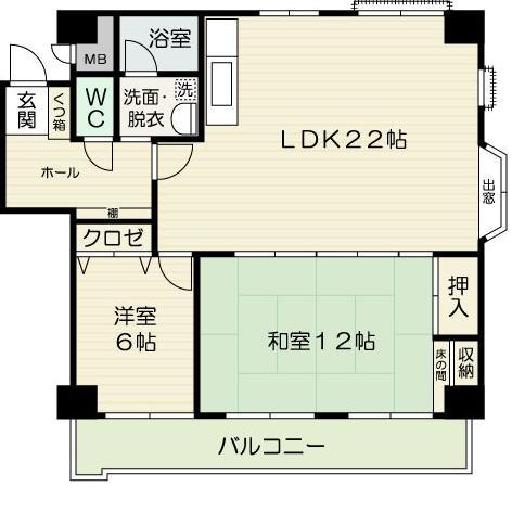 浴室
MB
洗面・
脱衣
洗
WC
玄関
くつ箱
ホール
棚
LDK22帖
出窓
クロゼ
洋室
6帖
和室12帖
押入
床の間
収納
バルコニー